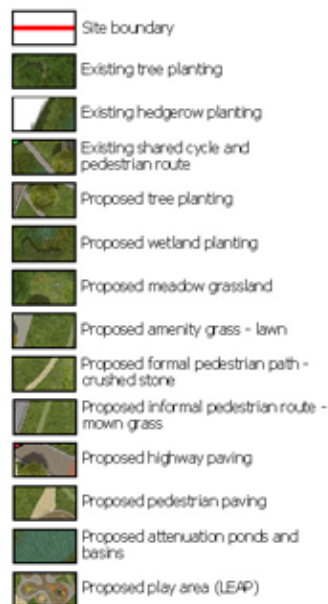 Site boundary
Existing tree planting
Existing hedgerow planting
Existing shared cycle and
pedestrian route
Proposed tree planting
Proposed wetland planting
Proposed meadow grassland
Proposed amenity grass - lawn
Proposed formal pedestrian path -
crushed stone
Proposed informal pedestrian route -
mown grass
Proposed highway paving
Proposed pedestrian paving
Proposed attenuation ponds and
basins
Proposed play area (LEAP)